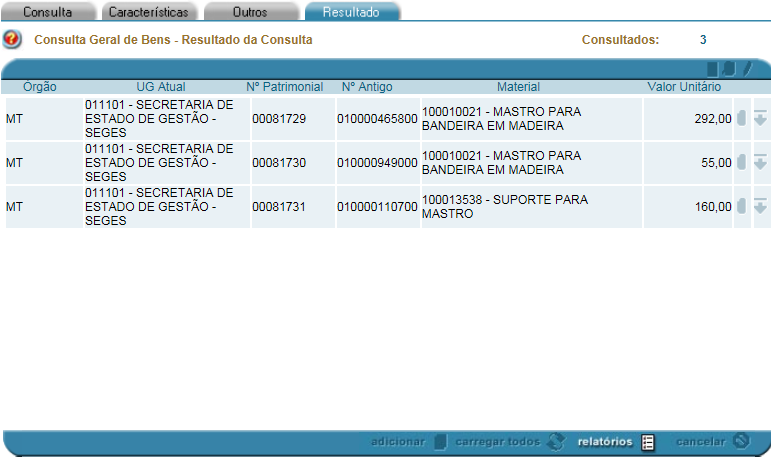 Consulta Características Outros Resultado
Consulta Geral de Bens - Resultado da Consulta Consultados: 3
Órgão UG Atual Nº Patrimonial Nº Antigo Material Valor Unitário
MT 011101 - SECRETARIA DE ESTADO DE GESTÃO - SEGES 00081729 010000465800 100010021 - MASTRO PARA BANDEIRA EM MADEIRA 292,00
MT 011101 - SECRETARIA DE ESTADO DE GESTÃO - SEGES 00081730 010000949000 100010021 - MASTRO PARA BANDEIRA EM MADEIRA 55,00
MT 011101 - SECRETARIA DE ESTADO DE GESTÃO - SEGES 00081731 010000110700 100013538 - SUPORTE PARA MASTRO 160,00
adicionar carregar todos relatórios cancelar